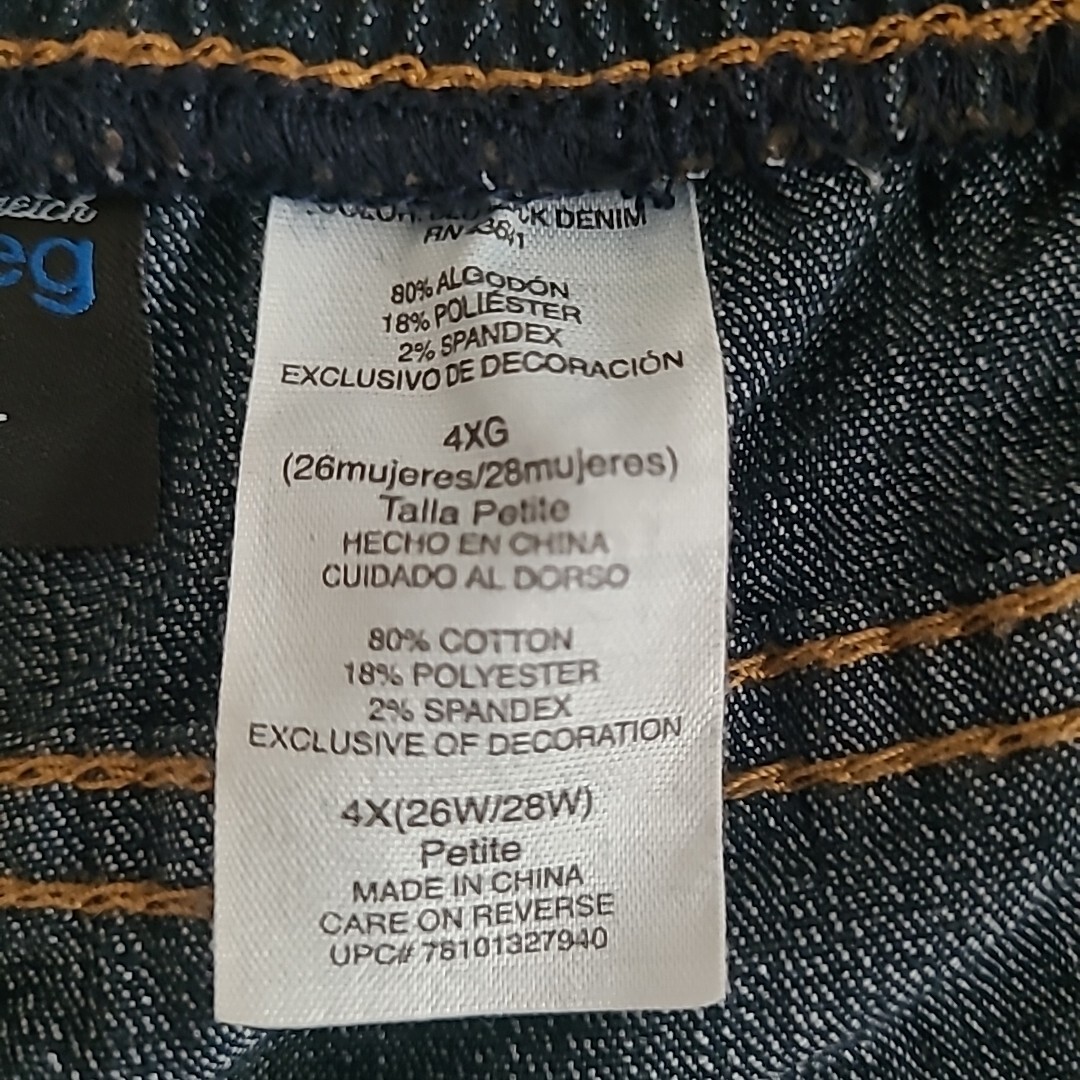 DENIM
80% ALGODÓN
18% POLIÉSTER
2% SPANDEX
EXCLUSIVO DE DECORACIÓN
4XG
(26mujeres/28mujeres)
Talla Petite
HECHO EN CHINA
CUIDADO AL DORSO
80% COTTON
18% POLYESTER
2% SPANDEX
EXCLUSIVE OF DECORATION
4X(26W/28W)
Petite
MADE IN CHINA
CARE ON REVERSE
UPC# 78101327940